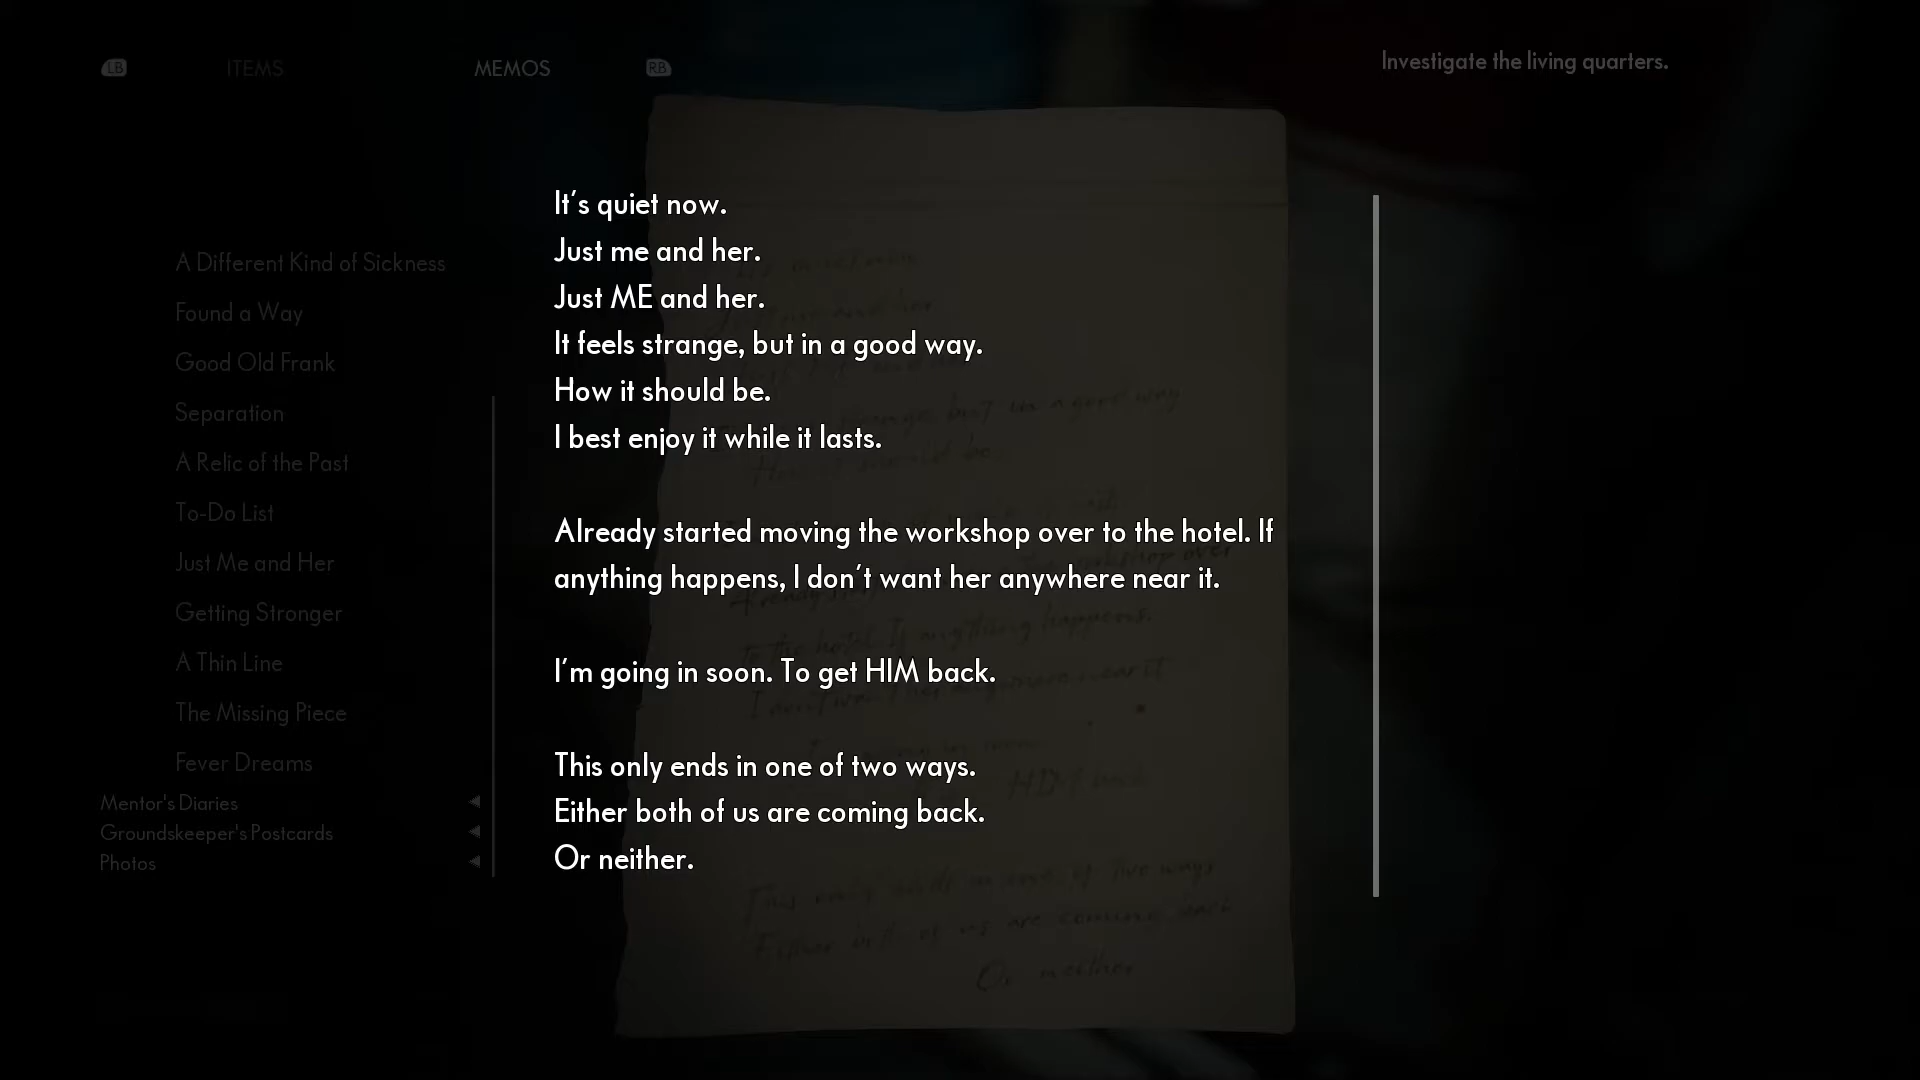 LB
ITEMS
MEMOS
RB
Investigate the living quarters.
A Different Kind of Sickness
Found a Way
Good Old Frank
Separation
A Relic of the Past
To-Do List
Just Me and Her
Getting Stronger
A Thin Line
The Missing Piece
Fever Dreams
Mentor's Diaries
Groundskeeper's Postcards
Photos
It's quiet now.
Just me and her.
Just ME and her.
It feels strange, but in a good way.
How it should be.
I best enjoy it while it lasts.
Already started moving the workshop over to the hotel. If
anything happens, I don't want her anywhere near it.
I'm going in soon. To get HIM back.
This only ends in one of two ways.
Either both of us are coming back.
Or neither.